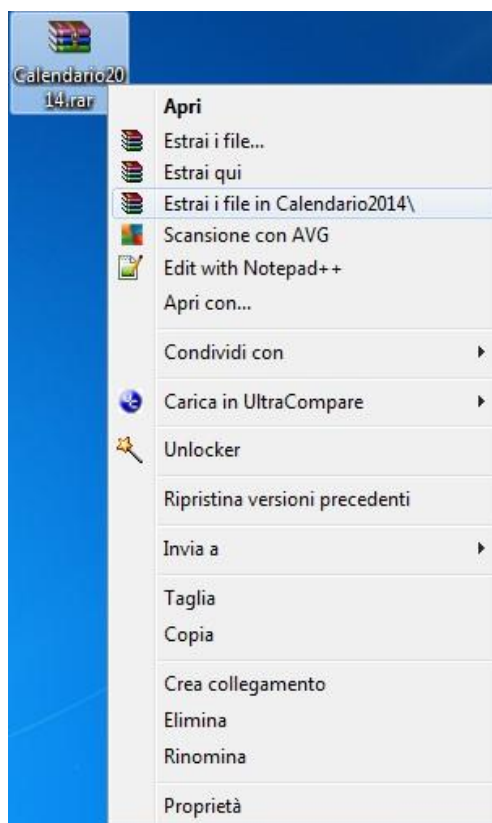 Calendario20
14.rar
Apri
Estrai i file...
Estrai qui
Estrai i file in Calendario2014\
Scansione con AVG
Edit with Notepad++
Apri con...
Condividi con
Carica in UltraCompare
Unlocker
Ripristina versioni precedenti
Invia a
Taglia
Copia
Crea collegamento
Elimina
Rinomina
Proprietà